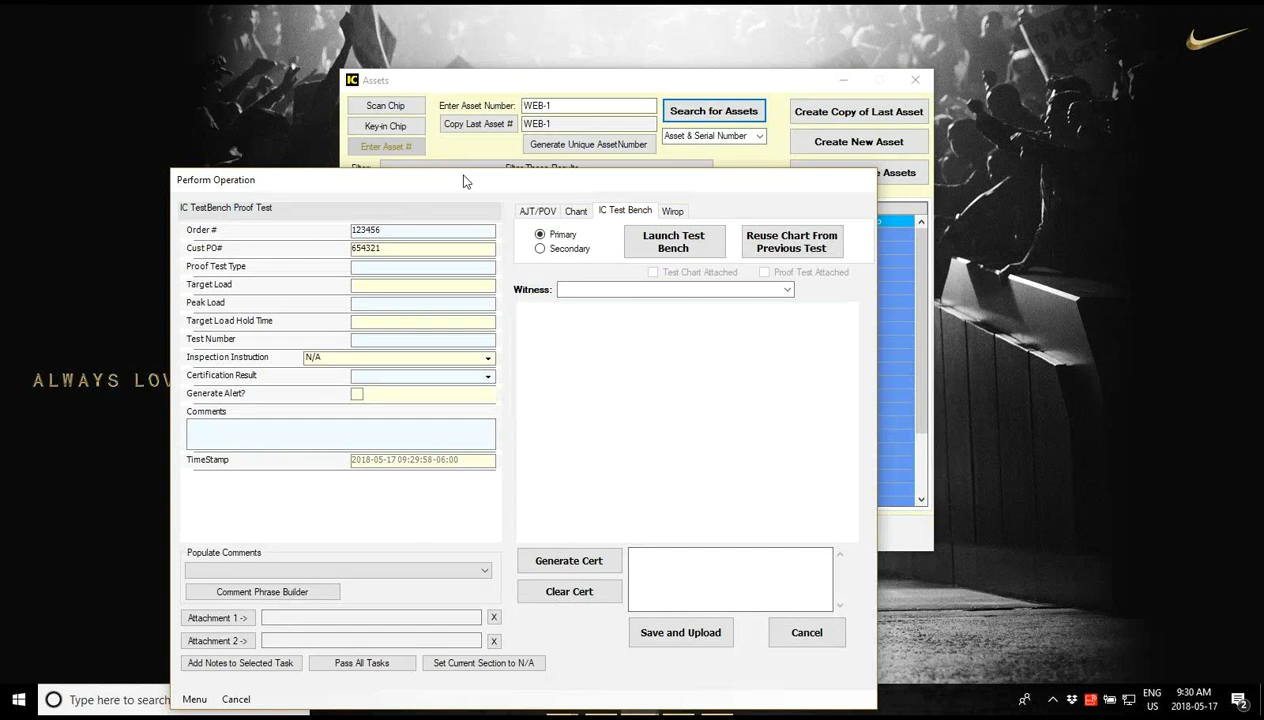 IC Assets
Scan Chip
Enter Asset Number:
WEB-1
Search for Assets
Create Copy of Last Asset
Key-in Chip
Copy Last Asset #
WEB-1
Asset & Serial Number
Create New Asset
Enter Asset #
Generate Unique AssetNumber
Assets
Perform Operation
IC TestBench Proof Test
AJT/POV
Chant
IC Test Bench
Wirop
Order #
123456
Primary
Launch Test
Bench
Reuse Chart From
Previous Test
Cust PO#
654321
Secondary
Proof Test Type
Test Chart Attached
Proof Test Attached
Target Load
Witness:
Peak Load
Target Load Hold Time
Test Number
Inspection Instruction
N/A
Certification Result
Generate Alert?
Comments
TimeStamp
2018-05-17 09:29:58-06:00
ALWAYS LOV
Populate Comments
Generate Cert
Comment Phrase Builder
Clear Cert
Attachment 1 ->
X
Attachment 2 ->
X
Save and Upload
Cancel
Add Notes to Selected Task
Pass All Tasks
Set Current Section to N/A
Menu
Cancel
Type here to search
ENG
US
9:30 AM
2018-05-17
2